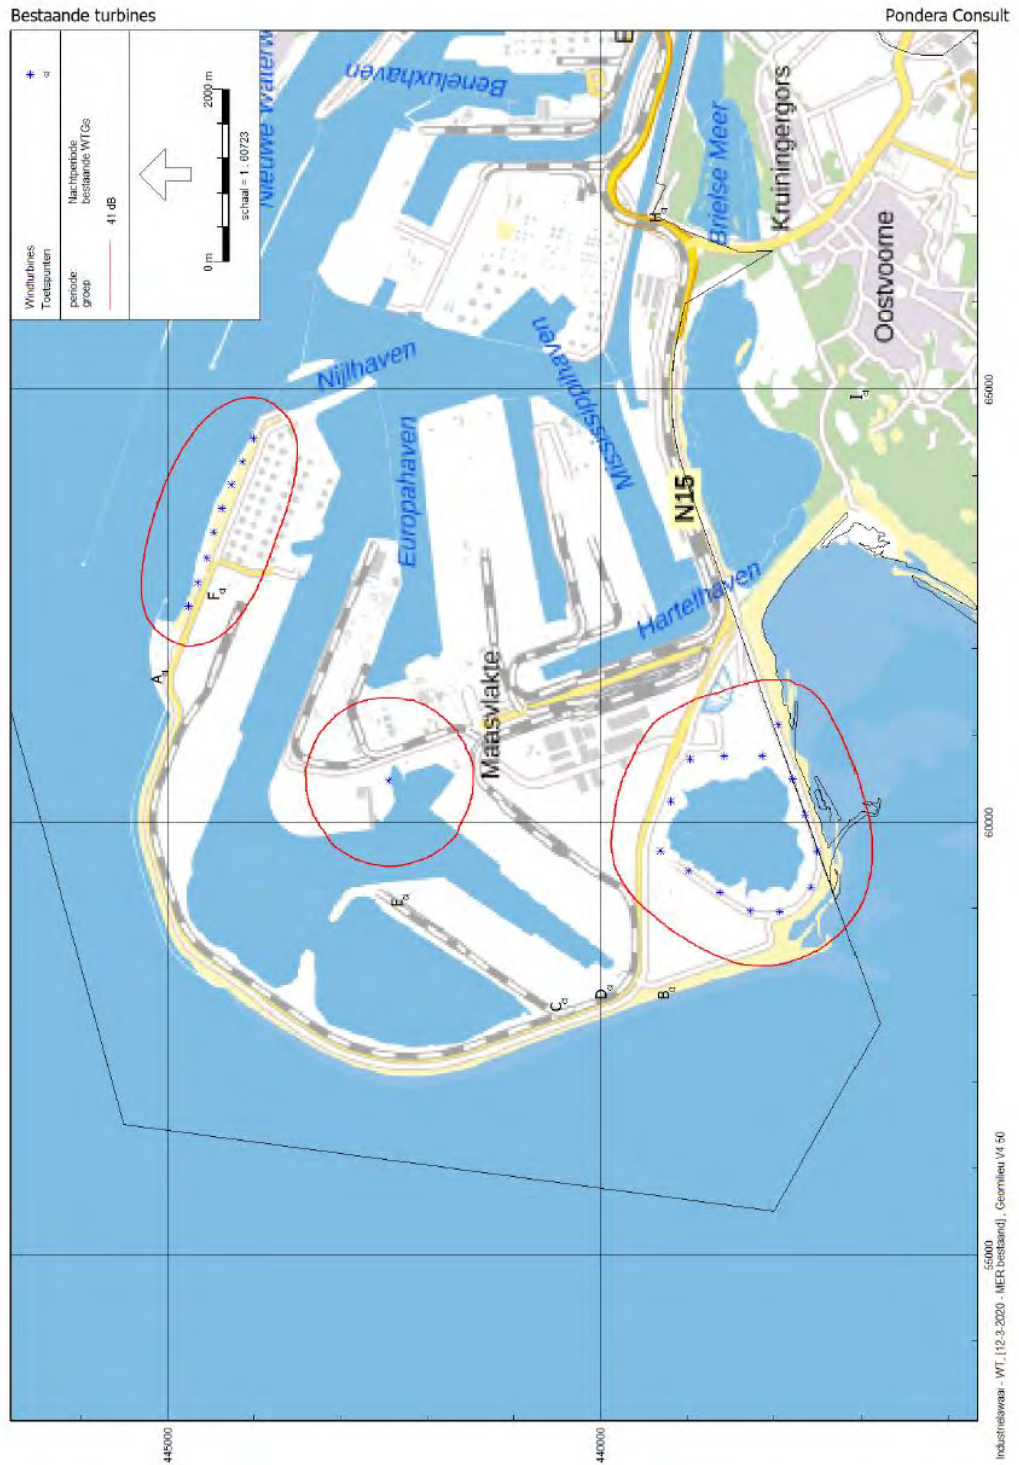 Bestaande turbines
Pondera Consult
Windturbines
Toetspunten
periode:
groep
Nachtperiode
bestaande WTGs
41 dB
0 m
2000 m
schaal = 1 : 60723
Nieuwe Waterw
Beneluxhaven
E
Brielse Meer
Kruiningergors
Oostvoorne
H
I
Nijlhaven
Mississippihaven
Europahaven
N15
Hartelhaven
Maasvlakte
F
A
E
C
D
B
65000
60000
55000
445000
440000
Industrielawaai - WT, [12-3-2020 - MER bestaand] , Geomilieu V4.50